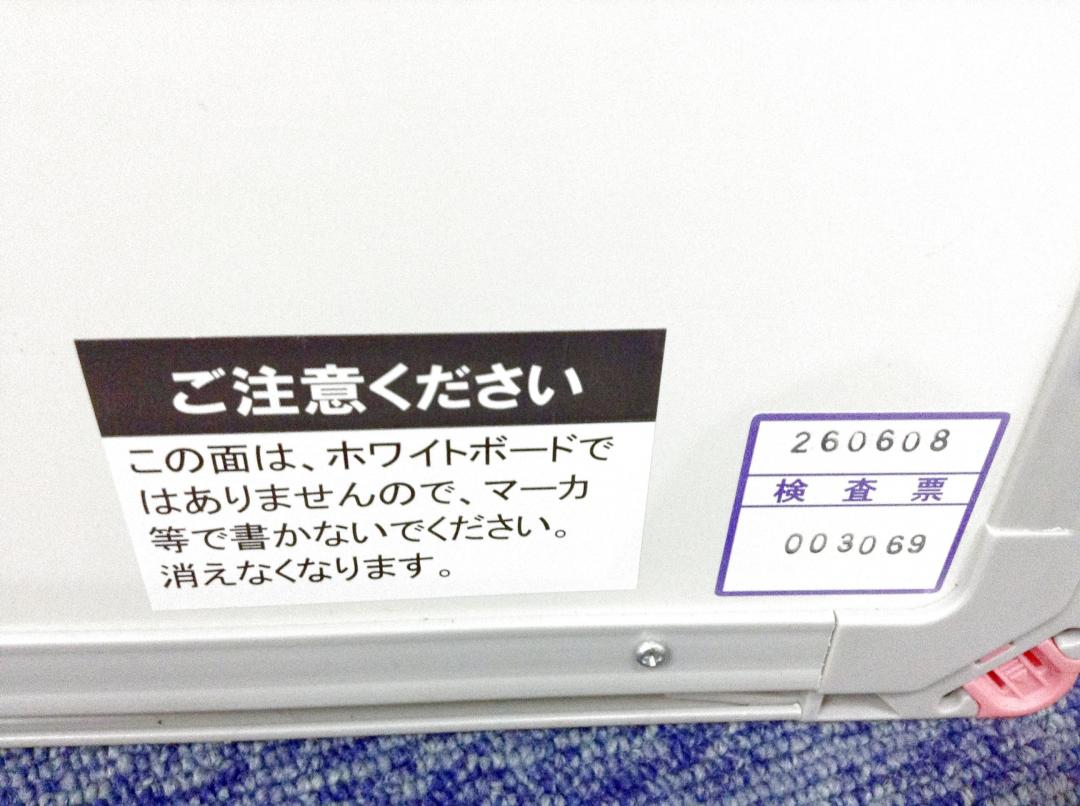 ご注意ください
この面は、ホワイトボードで
はありませんので、マーカ
等で書かないでください。
消えなくなります。
260608
検査票
003069